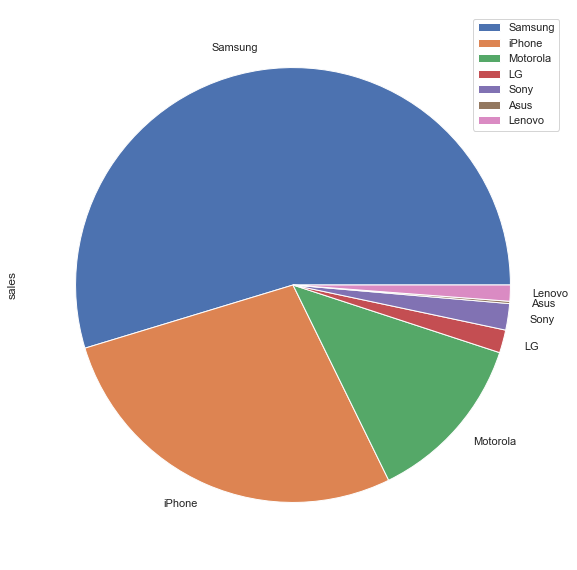 Samsung
iPhone
Motorola
LG
Sony
Asus
Lenovo
Samsung
sales
Lenovo
Asus
Sony
LG
Motorola
iPhone